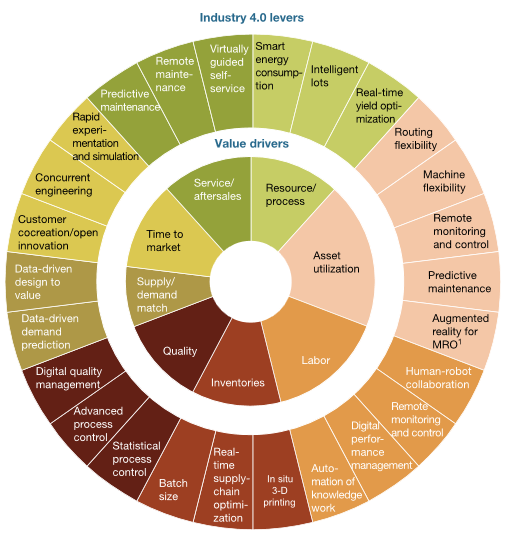 Industry 4.0 levers
Smart
energy
consump-
tion
Intelligent
lots
Real-time
yield opti-
mization
Routing
flexibility
Machine
flexibility
Remote
monitoring
and control
Predictive
maintenance
Augmented
reality for
MRO1
Human-robot
collaboration
Remote
monitoring
and control
Digital
perfor-
mance
management
Auto-
mation of
knowledge
work
In situ
3-D
printing
Real-
time
supply-
chain
optimi-
zation
Batch
size
Statistical
process
control
Advanced
process
control
Digital quality
management
Data-driven
demand
prediction
Data-driven
design to
value
Customer
cocreation/open
innovation
Concurrent
engineering
Rapid
experi-
mentation
and simulation
Predictive
maintenance
Remote
mainte-
nance
Virtually
guided
self-
service
Value drivers
Resource/
process
Asset
utilization
Labor
Inventories
Quality
Supply/
demand
match
Time to
market
Service/
aftersales